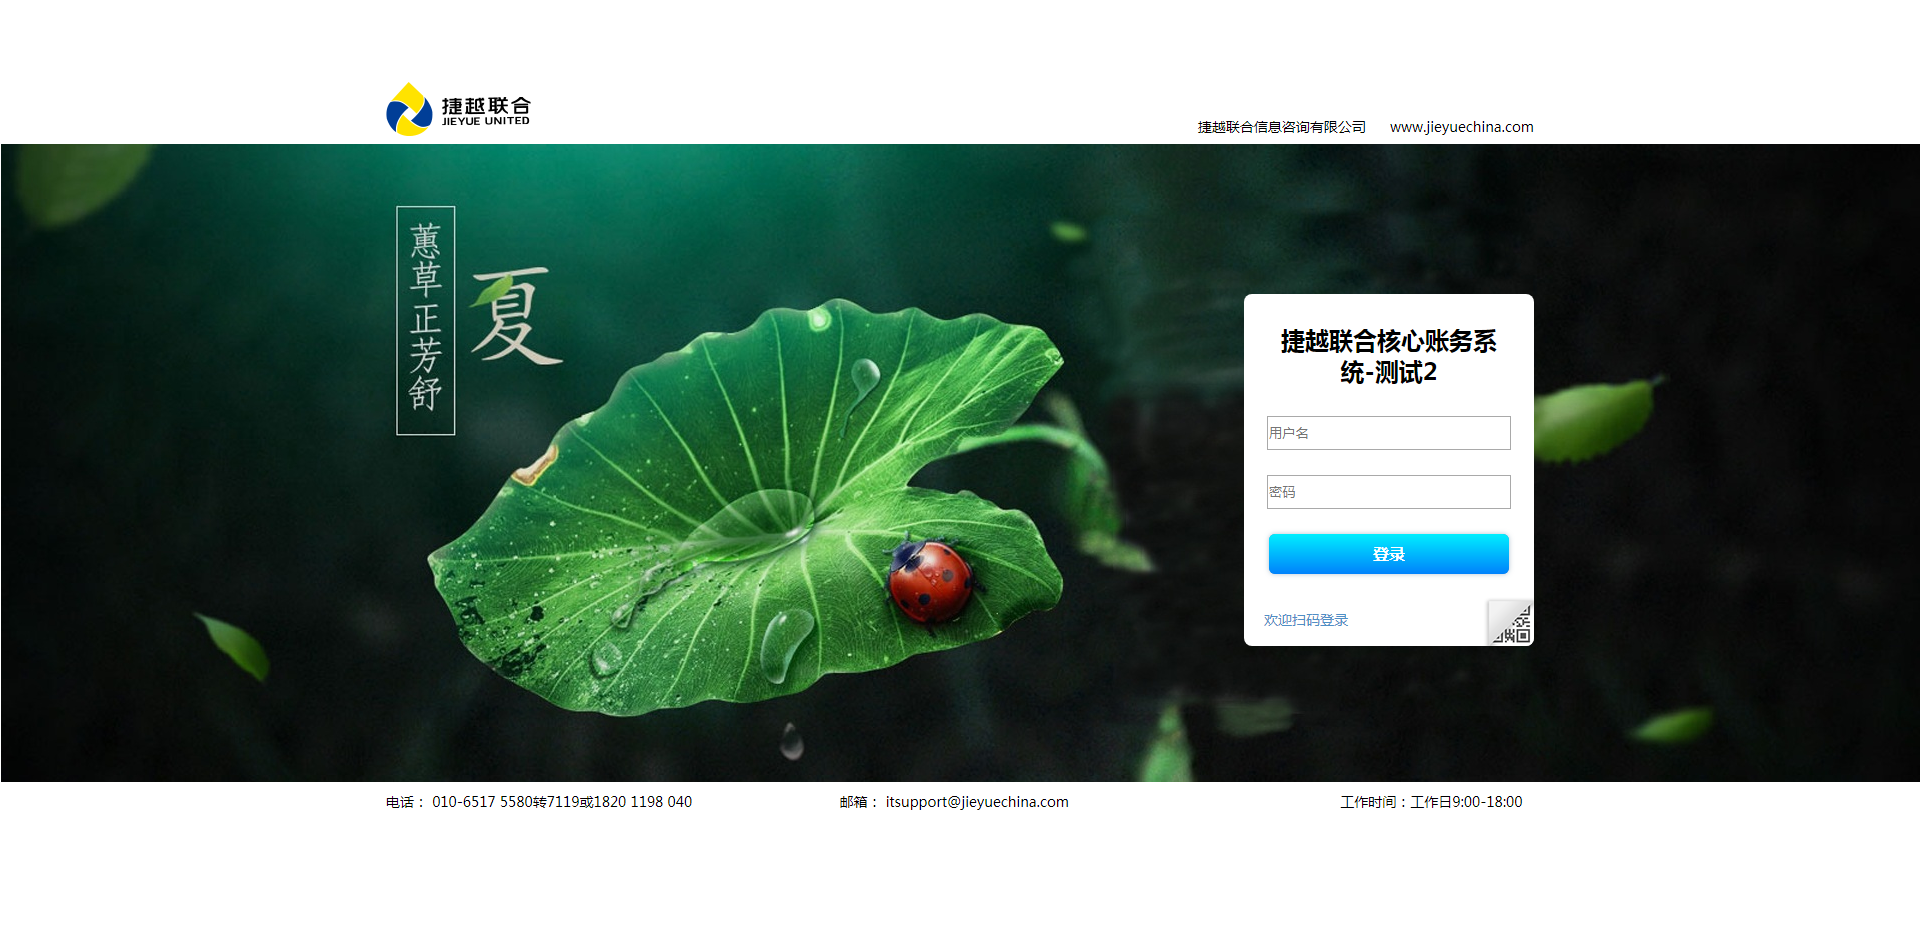 捷越联合
JIEYUE UNITED
捷越联合信息咨询有限公司 www.jieyuechina.com
蕙草正芳舒
夏
捷越联合核心账务系
统-测试2
用户名
密码
登录
欢迎扫码登录
电话： 010-6517 5580转7119或1820 1198 040 邮箱： itsupport@jieyuechina.com 工作时间：工作日9:00-18:00